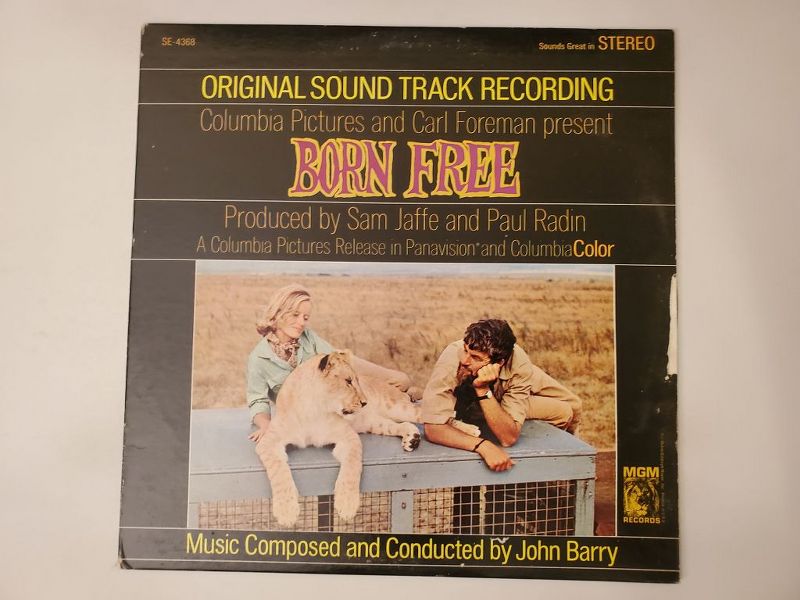 SE-4368
Sounds Great in STEREO
ORIGINAL SOUND TRACK RECORDING
Columbia Pictures and Carl Foreman present
BORN FREE
Produced by Sam Jaffe and Paul Radin
A Columbia Pictures Release in Panavision® and ColumbiaColor
MGM
RECORDS
Music Composed and Conducted by John Barry